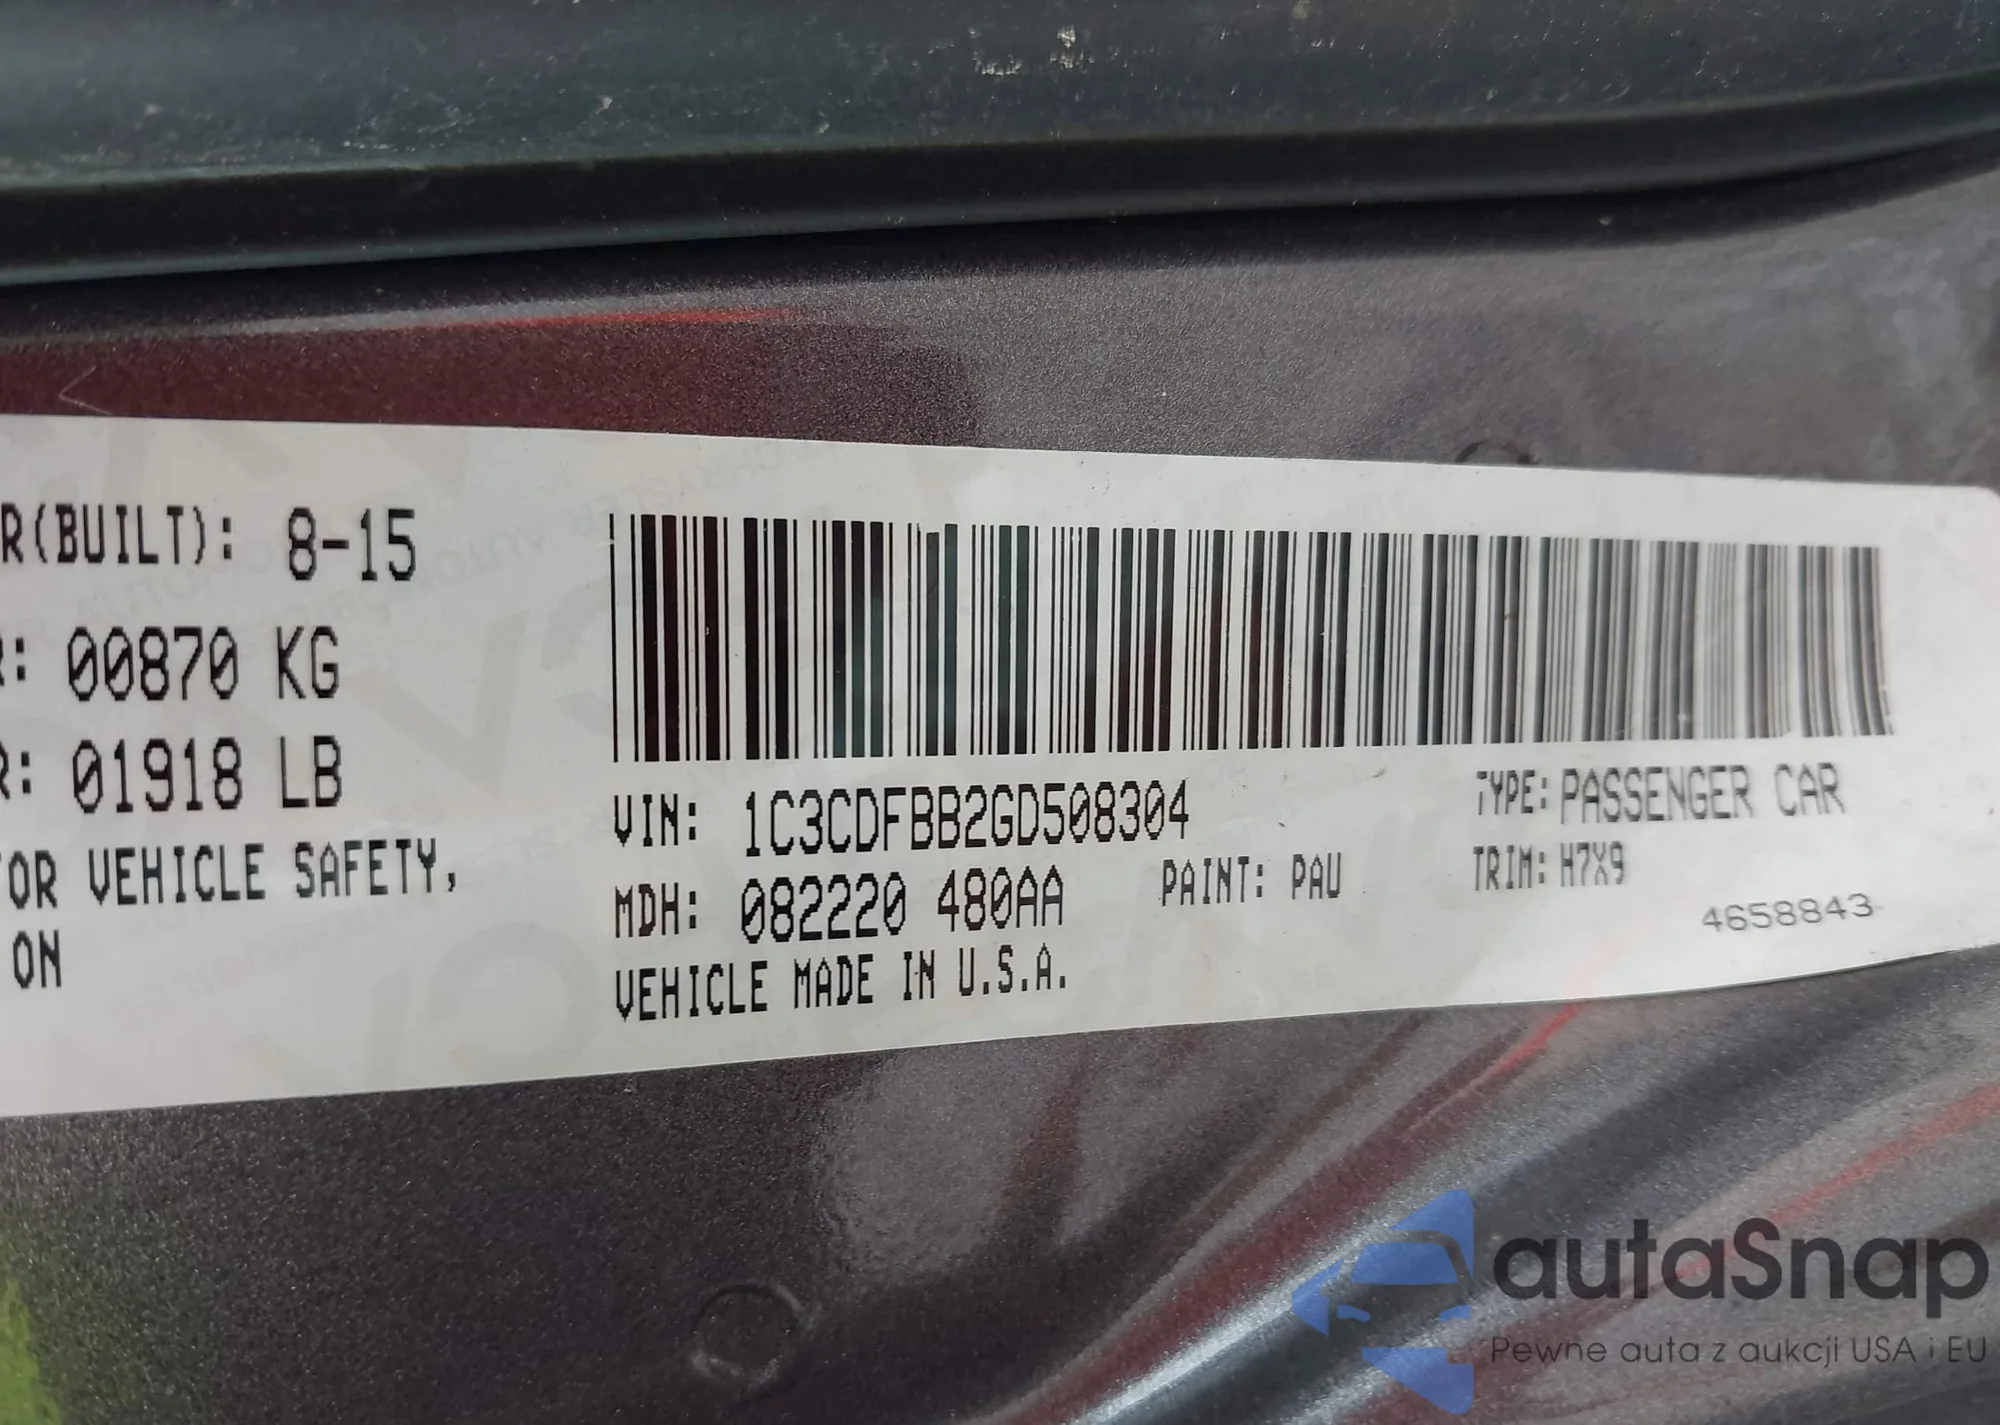 R(BUILT): 8-15
R: 00870 KG
R: 01918 LB
OR VEHICLE SAFETY,
ON
VIN: 1C3CDFBB2GD508304
TYPE: PASSENGER CAR
MDH: 082220 480AA
PAINT: PAU
TRIM: H7X9
VEHICLE MADE IN U.S.A.
4658843
autaSnap
Pewne auta z aukcji USA i EU